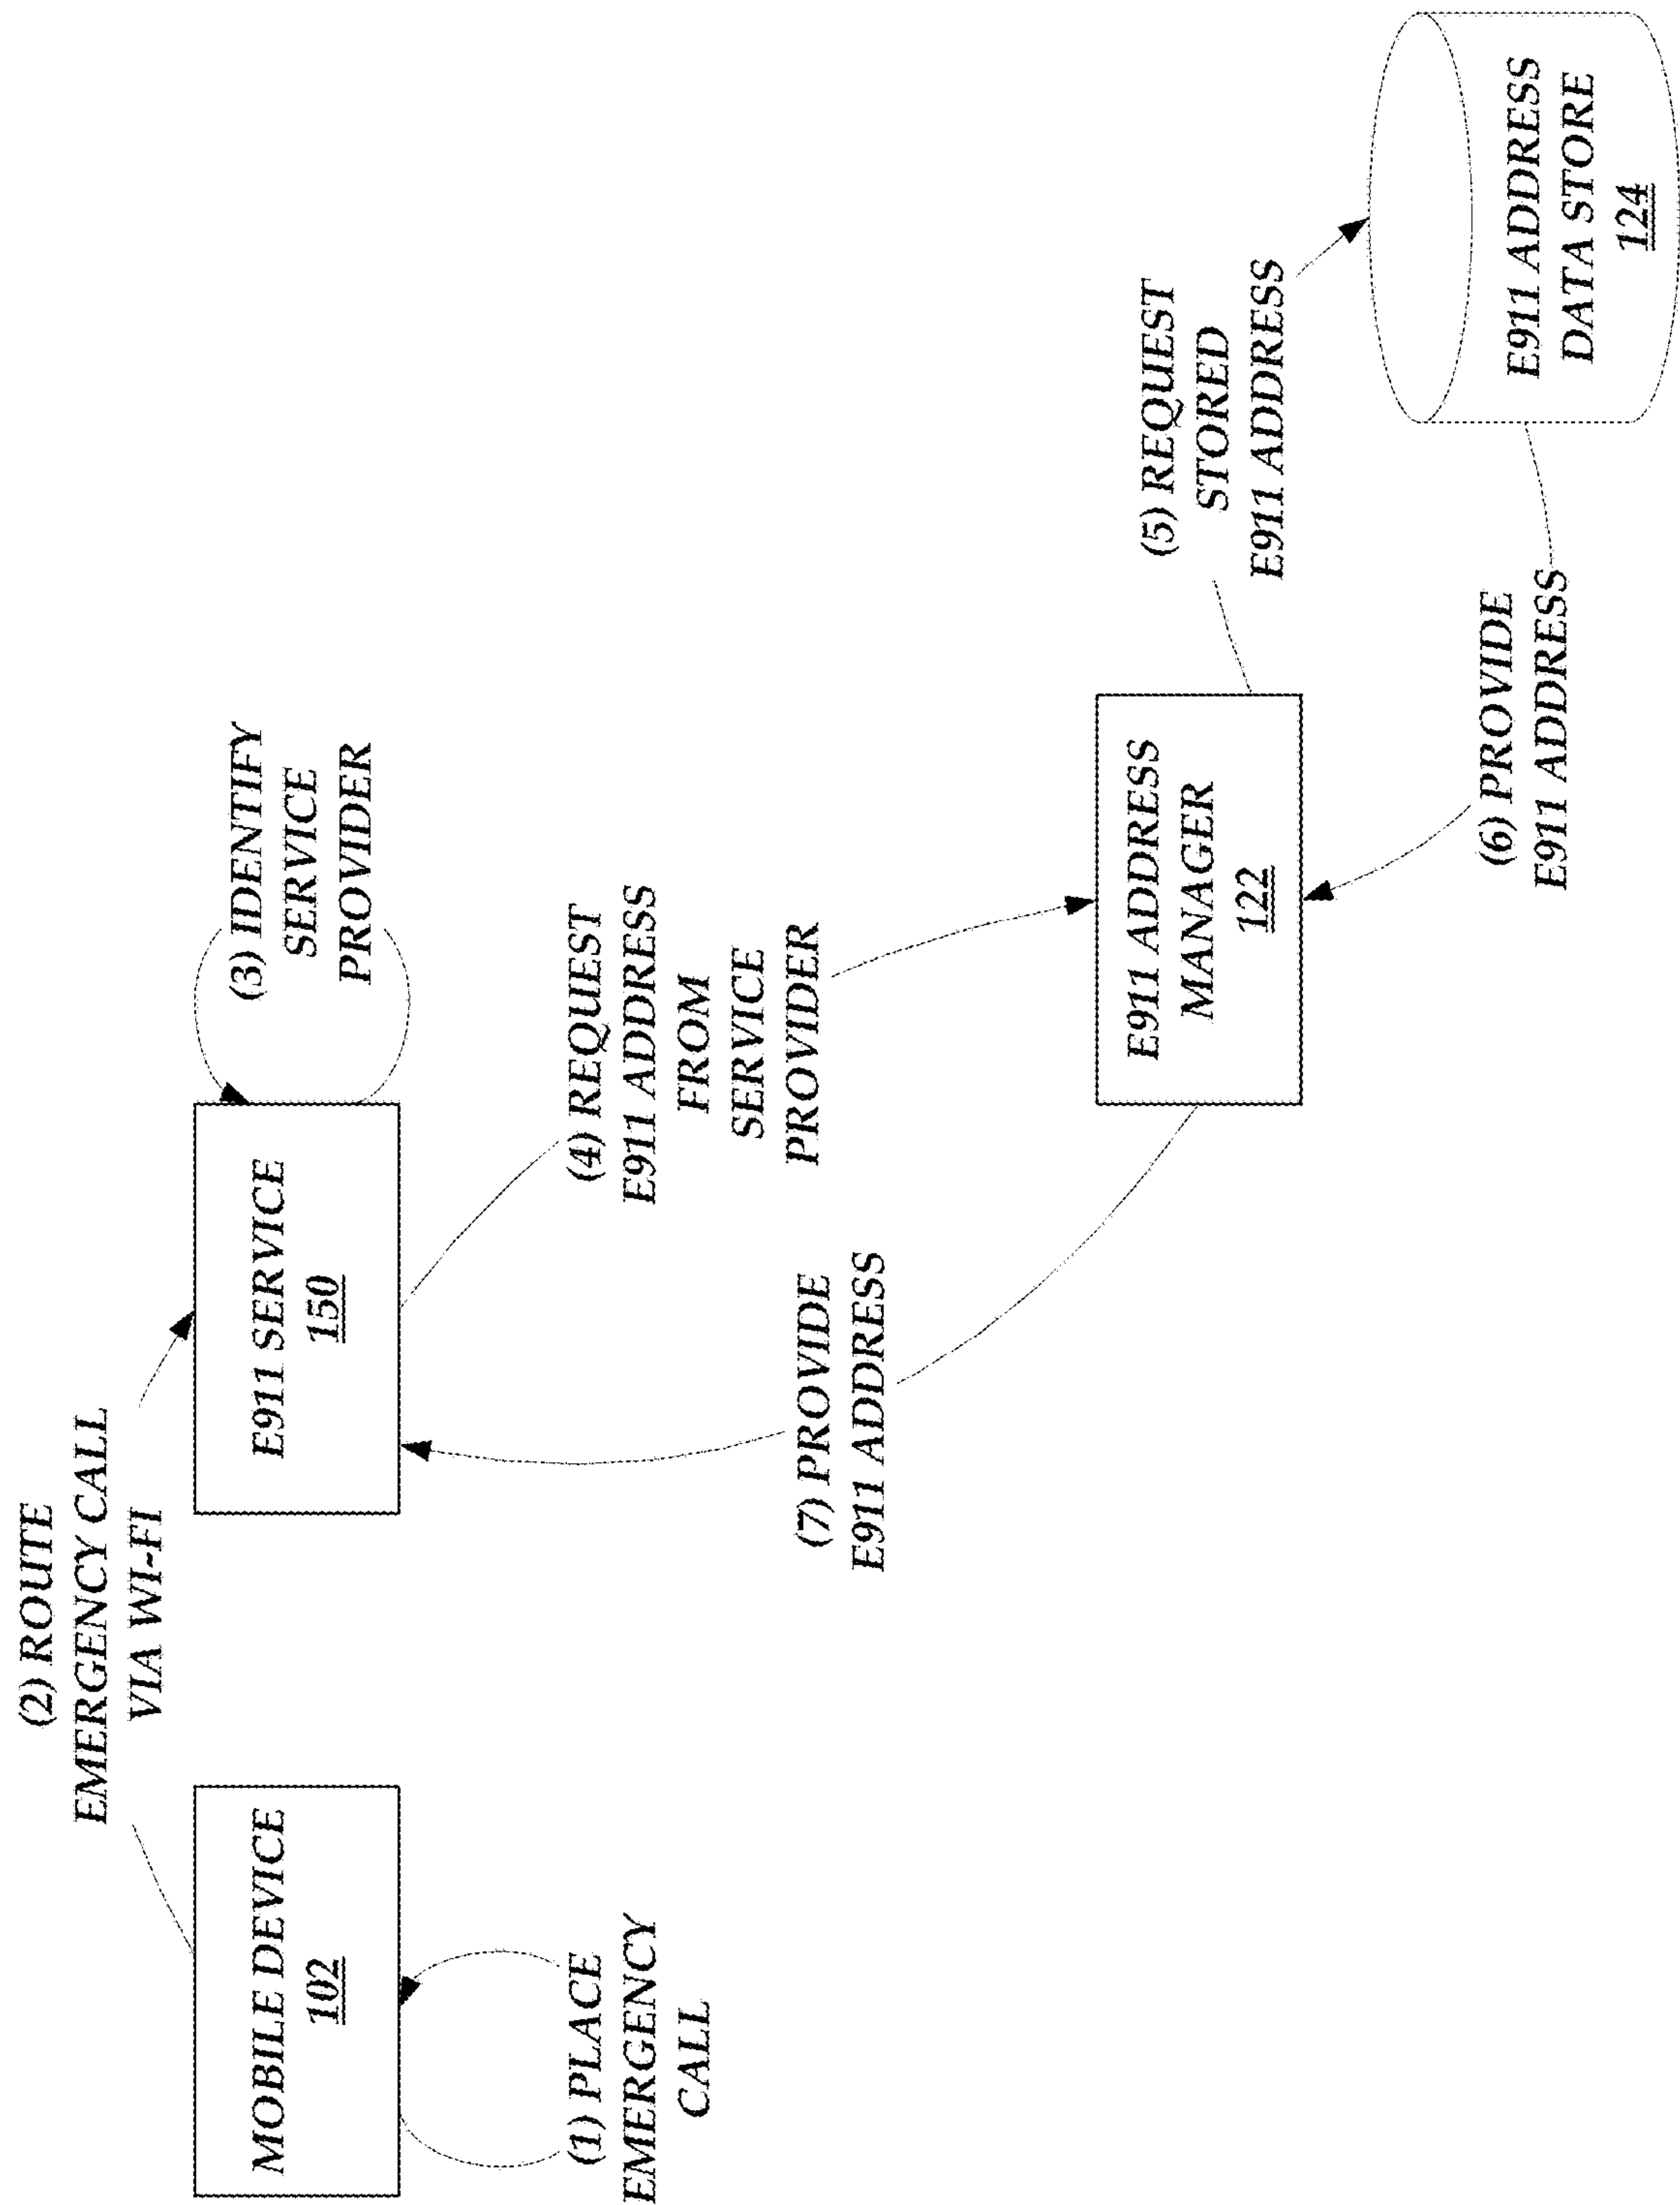 (1) PLACE
EMERGENCY
CALL
MOBILE DEVICE
102
(2) ROUTE
EMERGENCY CALL
VIA WI-FI
E911 SERVICE
150
(3) IDENTIFY
SERVICE
PROVIDER
(4) REQUEST
E911 ADDRESS
FROM
SERVICE
PROVIDER
(7) PROVIDE
E911 ADDRESS
E911 ADDRESS
MANAGER
122
(5) REQUEST
STORED
E911 ADDRESS
(6) PROVIDE
E911 ADDRESS
E911 ADDRESS
DATA STORE
124